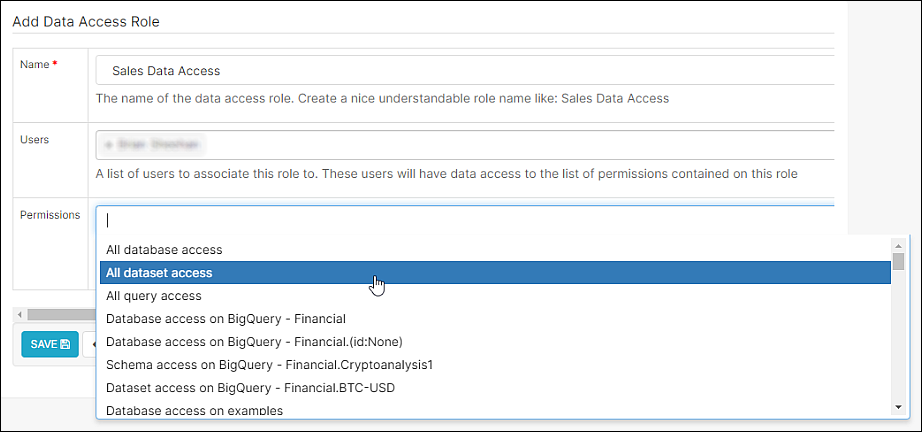 Add Data Access Role
Name *
Sales Data Access
The name of the data access role. Create a nice understandable role name like: Sales Data Access
Users
A list of users to associate this role to. These users will have data access to the list of permissions contained on this role
Permissions
All database access
All dataset access
All query access
Database access on BigQuery - Financial
Database access on BigQuery - Financial.(id:None)
Schema access on BigQuery - Financial.Cryptoanalysis1
Dataset access on BigQuery - Financial.BTC-USD
Database access on examples
SAVE